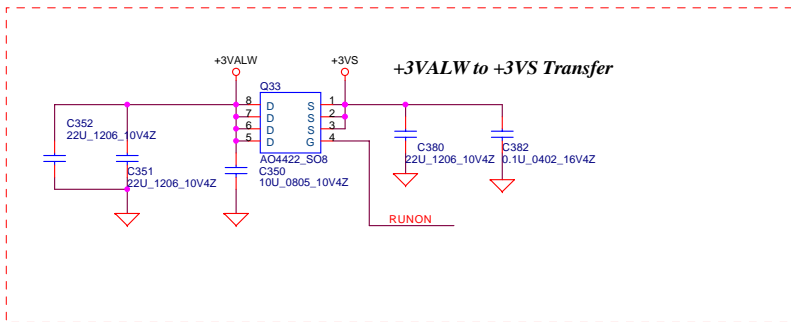 +3VALW
+3VS
+3VALW to +3VS Transfer
Q33
8 D S 1
7 D S 2
6 D S 3
5 D G 4
AO4422_SO8
C352
22U_1206_10V4Z
C351
22U_1206_10V4Z
C350
10U_0805_10V4Z
C380
22U_1206_10V4Z
C382
0.1U_0402_16V4Z
RUNON